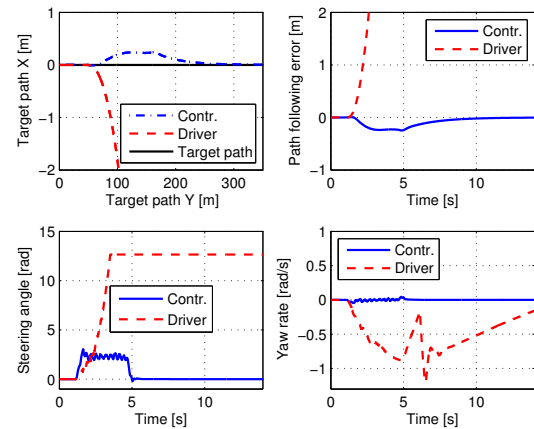 2
1
0
-1
-2
0
100
200
300
Target path X [m]
Target path Y [m]
Contr.
Driver
Target path
2
1
0
-1
0
5
10
Path following error [m]
Time [s]
Contr.
Driver
15
10
5
0
0
5
10
Steering angle [rad]
Time [s]
Contr.
Driver
1
0.5
0
-0.5
-1
0
5
10
Yaw rate [rad/s]
Time [s]
Contr.
Driver